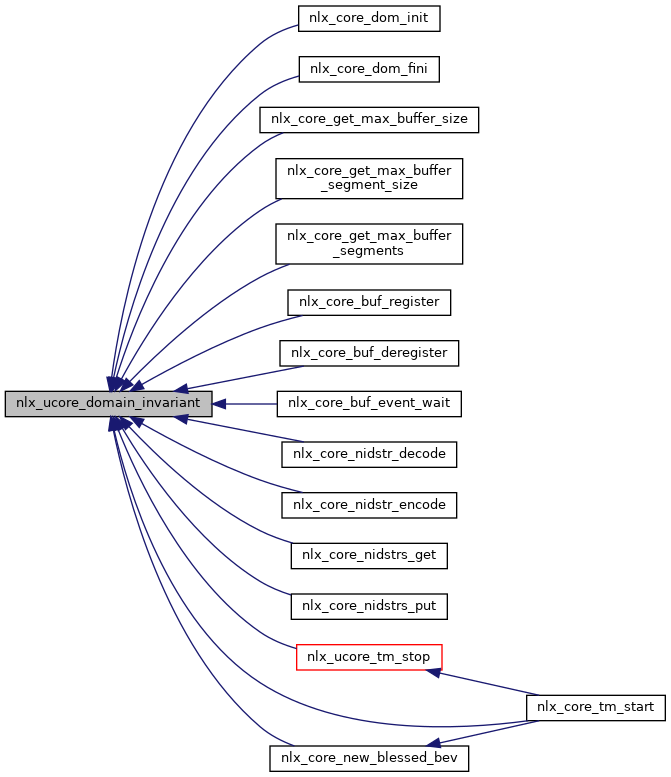 nlx_core_dom_init
nlx_core_dom_fini
nlx_core_get_max_buffer_size
nlx_core_get_max_buffer
_segment_size
nlx_core_get_max_buffer
_segments
nlx_core_buf_register
nlx_core_buf_deregister
nlx_ucore_domain_invariant
nlx_core_buf_event_wait
nlx_core_nidstr_decode
nlx_core_nidstr_encode
nlx_core_nidstrs_get
nlx_core_nidstrs_put
nlx_ucore_tm_stop
nlx_core_tm_start
nlx_core_new_blessed_bev